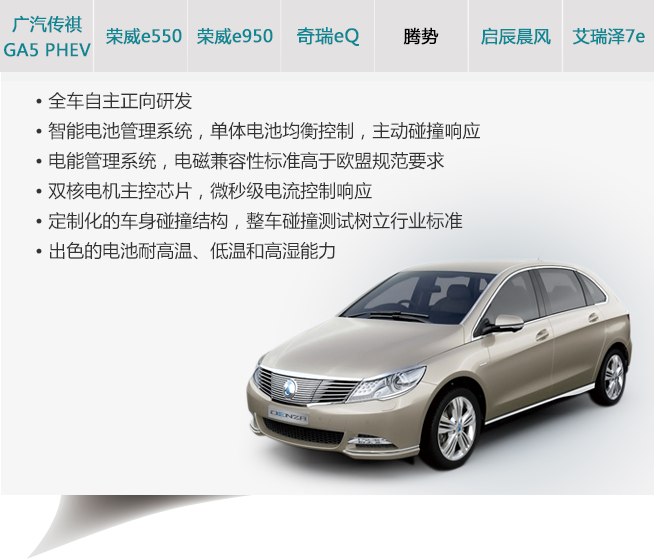 广汽传祺
GA5 PHEV
荣威e550
荣威e950
奇瑞eQ
腾势
启辰晨风
艾瑞泽7e
• 全车自主正向研发
• 智能电池管理系统，单体电池均衡控制，主动碰撞响应
• 电能管理系统，电磁兼容性标准高于欧盟规范要求
• 双核电机主控芯片，微秒级电流控制响应
• 定制化的车身碰撞结构，整车碰撞测试树立行业标准
• 出色的电池耐高温、低温和高湿能力
DENZA